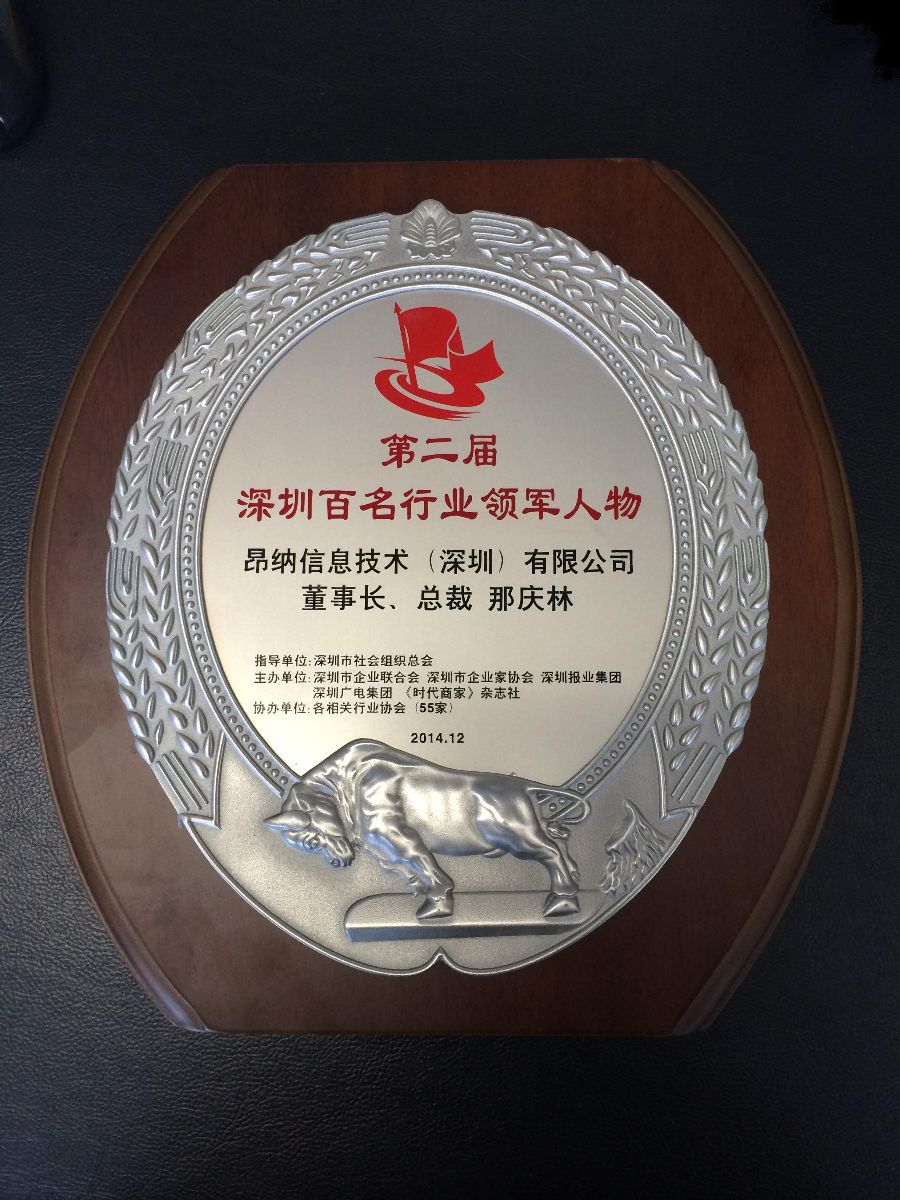 第二届
深圳百名行业领军人物
昂纳信息技术（深圳）有限公司
董事长、总裁 那庆林
指导单位:深圳市社会组织总会
主办单位:深圳市企业联合会 深圳市企业家协会 深圳报业集团
深圳广电集团 《时代商家》杂志社
协办单位:各相关行业协会（55家）
2014.12